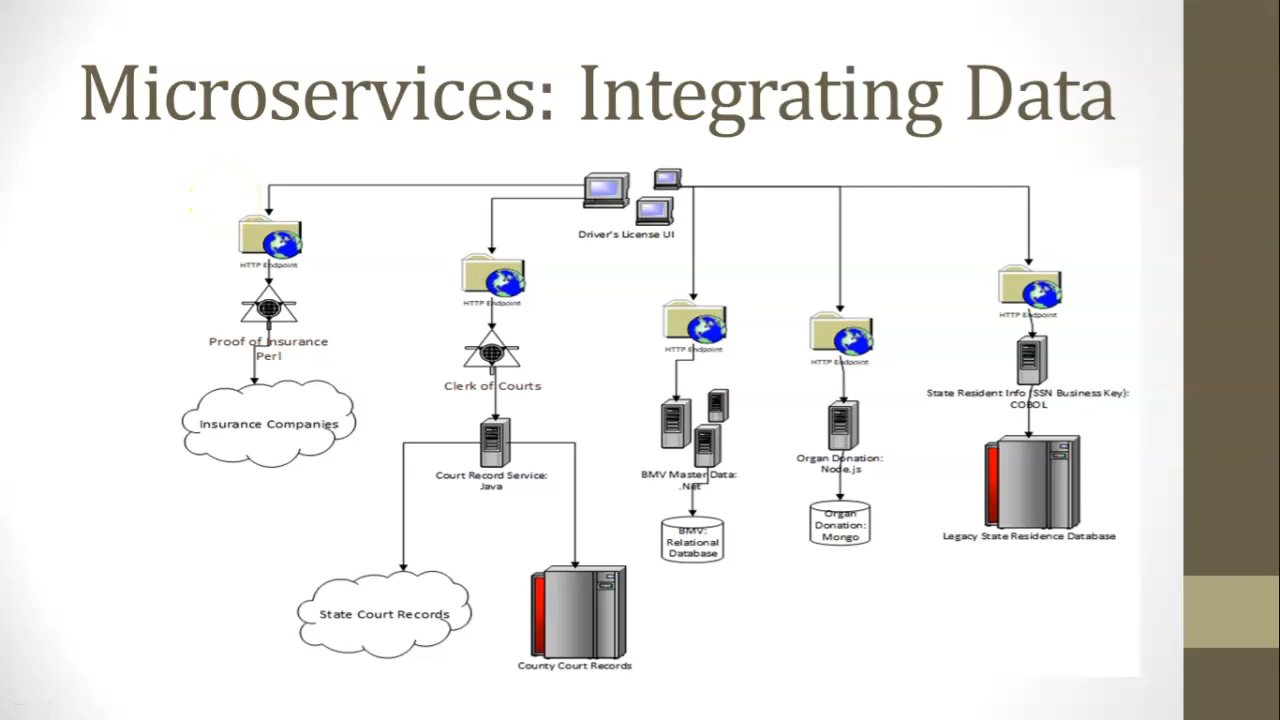 Microservices: Integrating Data
Driver's License UI
HTTP Endpoint
Proof of Insurance
Perl
Insurance Companies
HTTP Endpoint
Clerk of Courts
Court Record Service:
Java
State Court Records
County Court Records
HTTP Endpoint
BMV Master Data:
.Net
BMV:
Relational
Database
HTTP Endpoint
Organ Donation:
Node.js
Organ
Donation:
Mongo
HTTP Endpoint
State Resident Info (SSN Business Key):
COBOL
Legacy State Residence Database